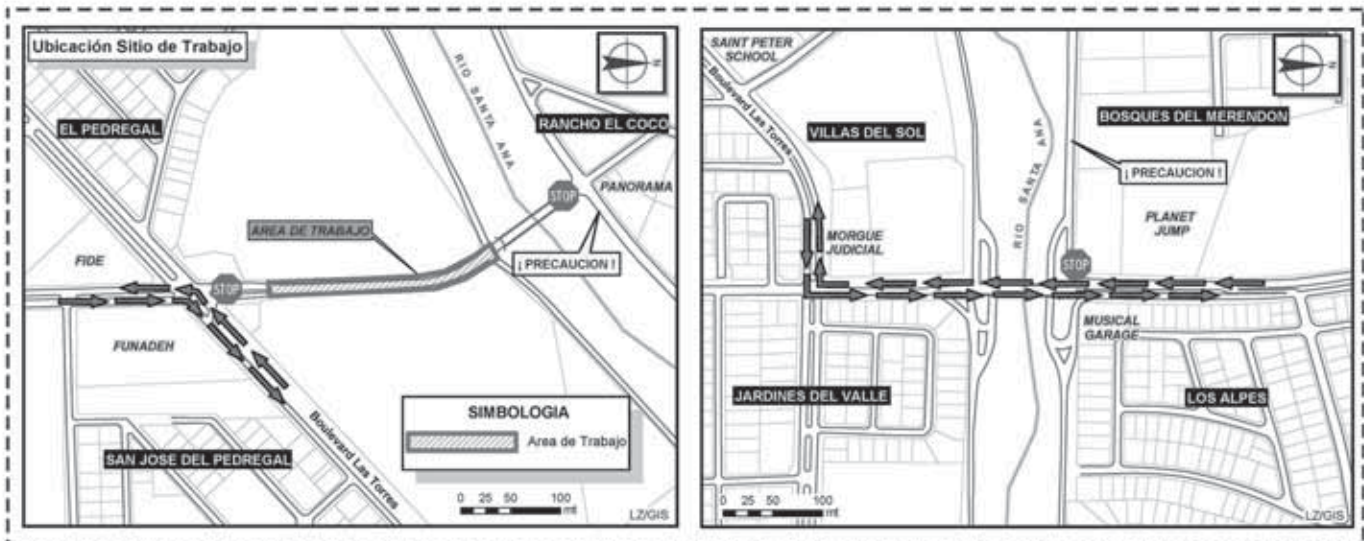 Ubicación Sitio de Trabajo
N
EL PEDREGAL
RIO SANTA ANA
RANCHO EL COCO
STOP
PANORAMA
AREA DE TRABAJO
¡ PRECAUCION !
FIDE
STOP
FUNADEH
SIMBOLOGIA
Area de Trabajo
SAN JOSE DEL PEDREGAL
Boulevard Las Torres
0 25 50 100
mt
LZ/GIS
SAINT PETER
SCHOOL
Boulevard Las Torres
N
VILLAS DEL SOL
RIO SANTA ANA
BOSQUES DEL MERENDON
¡ PRECAUCION !
PLANET
JUMP
MORGUE
JUDICIAL
STOP
MUSICAL
GARAGE
JARDINES DEL VALLE
LOS ALPES
0 25 50 100
mt
LZ/GIS